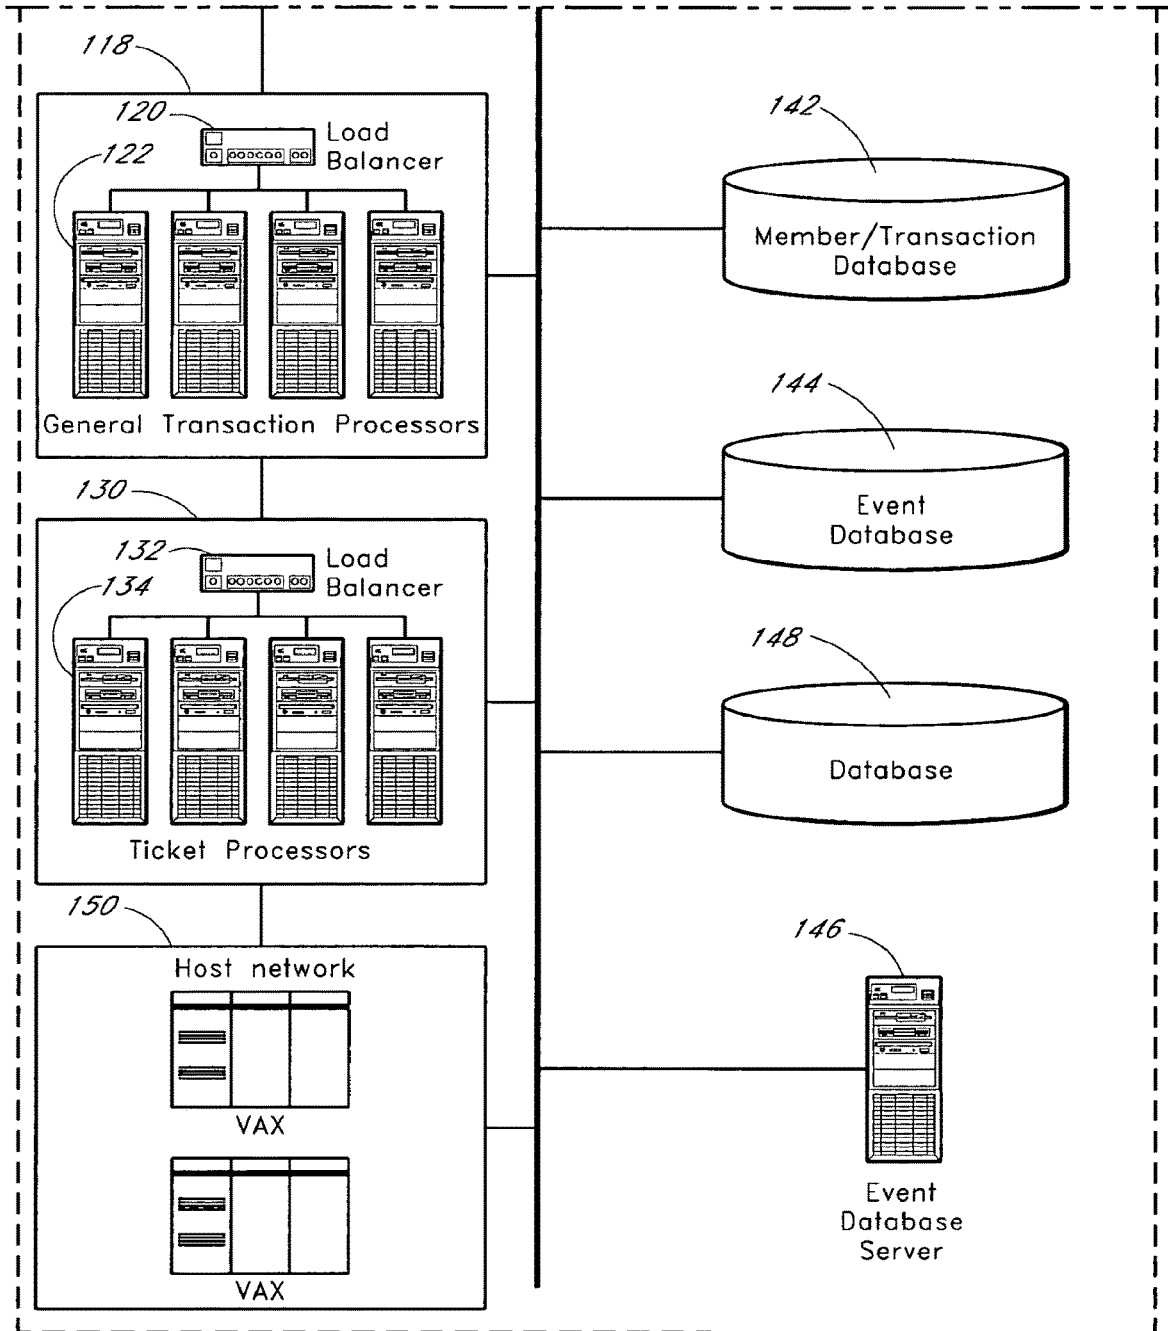 118
120
Load
Balancer
122
General Transaction Processors
130
132
Load
Balancer
134
Ticket Processors
150
Host network
VAX
VAX
142
Member/Transaction
Database
144
Event
Database
148
Database
146
Event
Database
Server